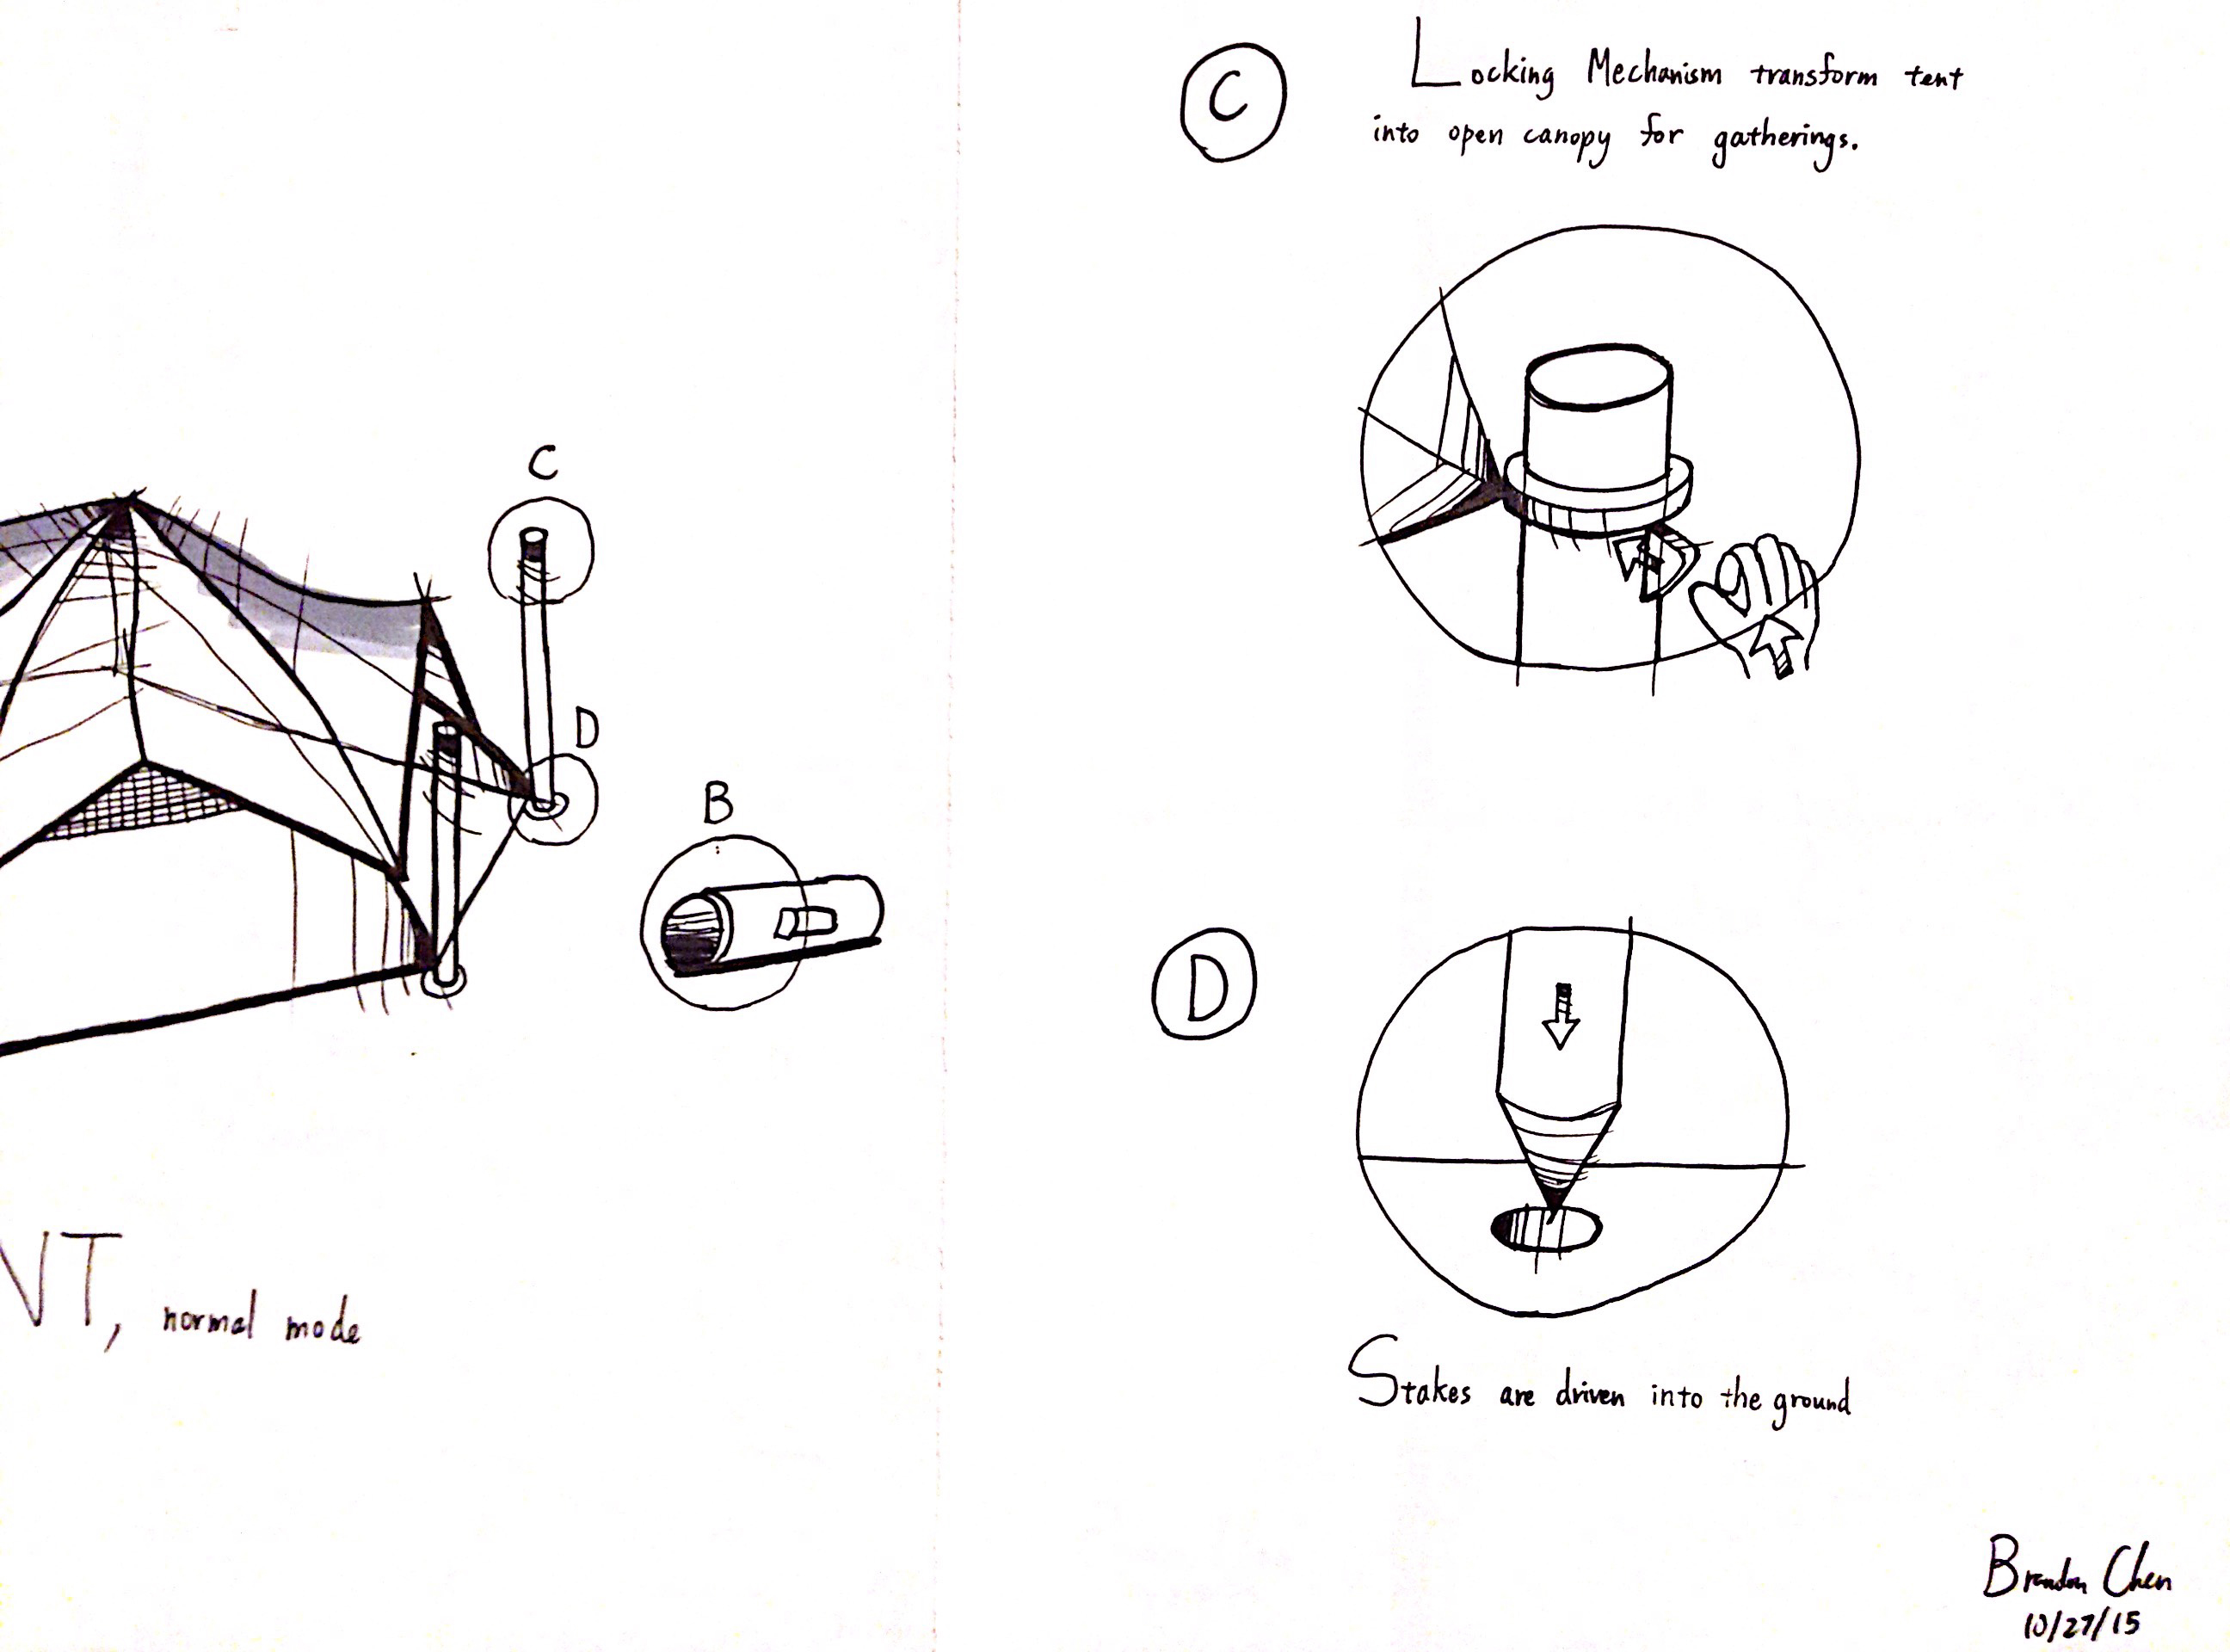 C
Locking Mechanism transform tent
into open canopy for gatherings.
C
D
B
D
NT, normal mode
Stakes are driven into the ground
Brandon Chen
10/27/15